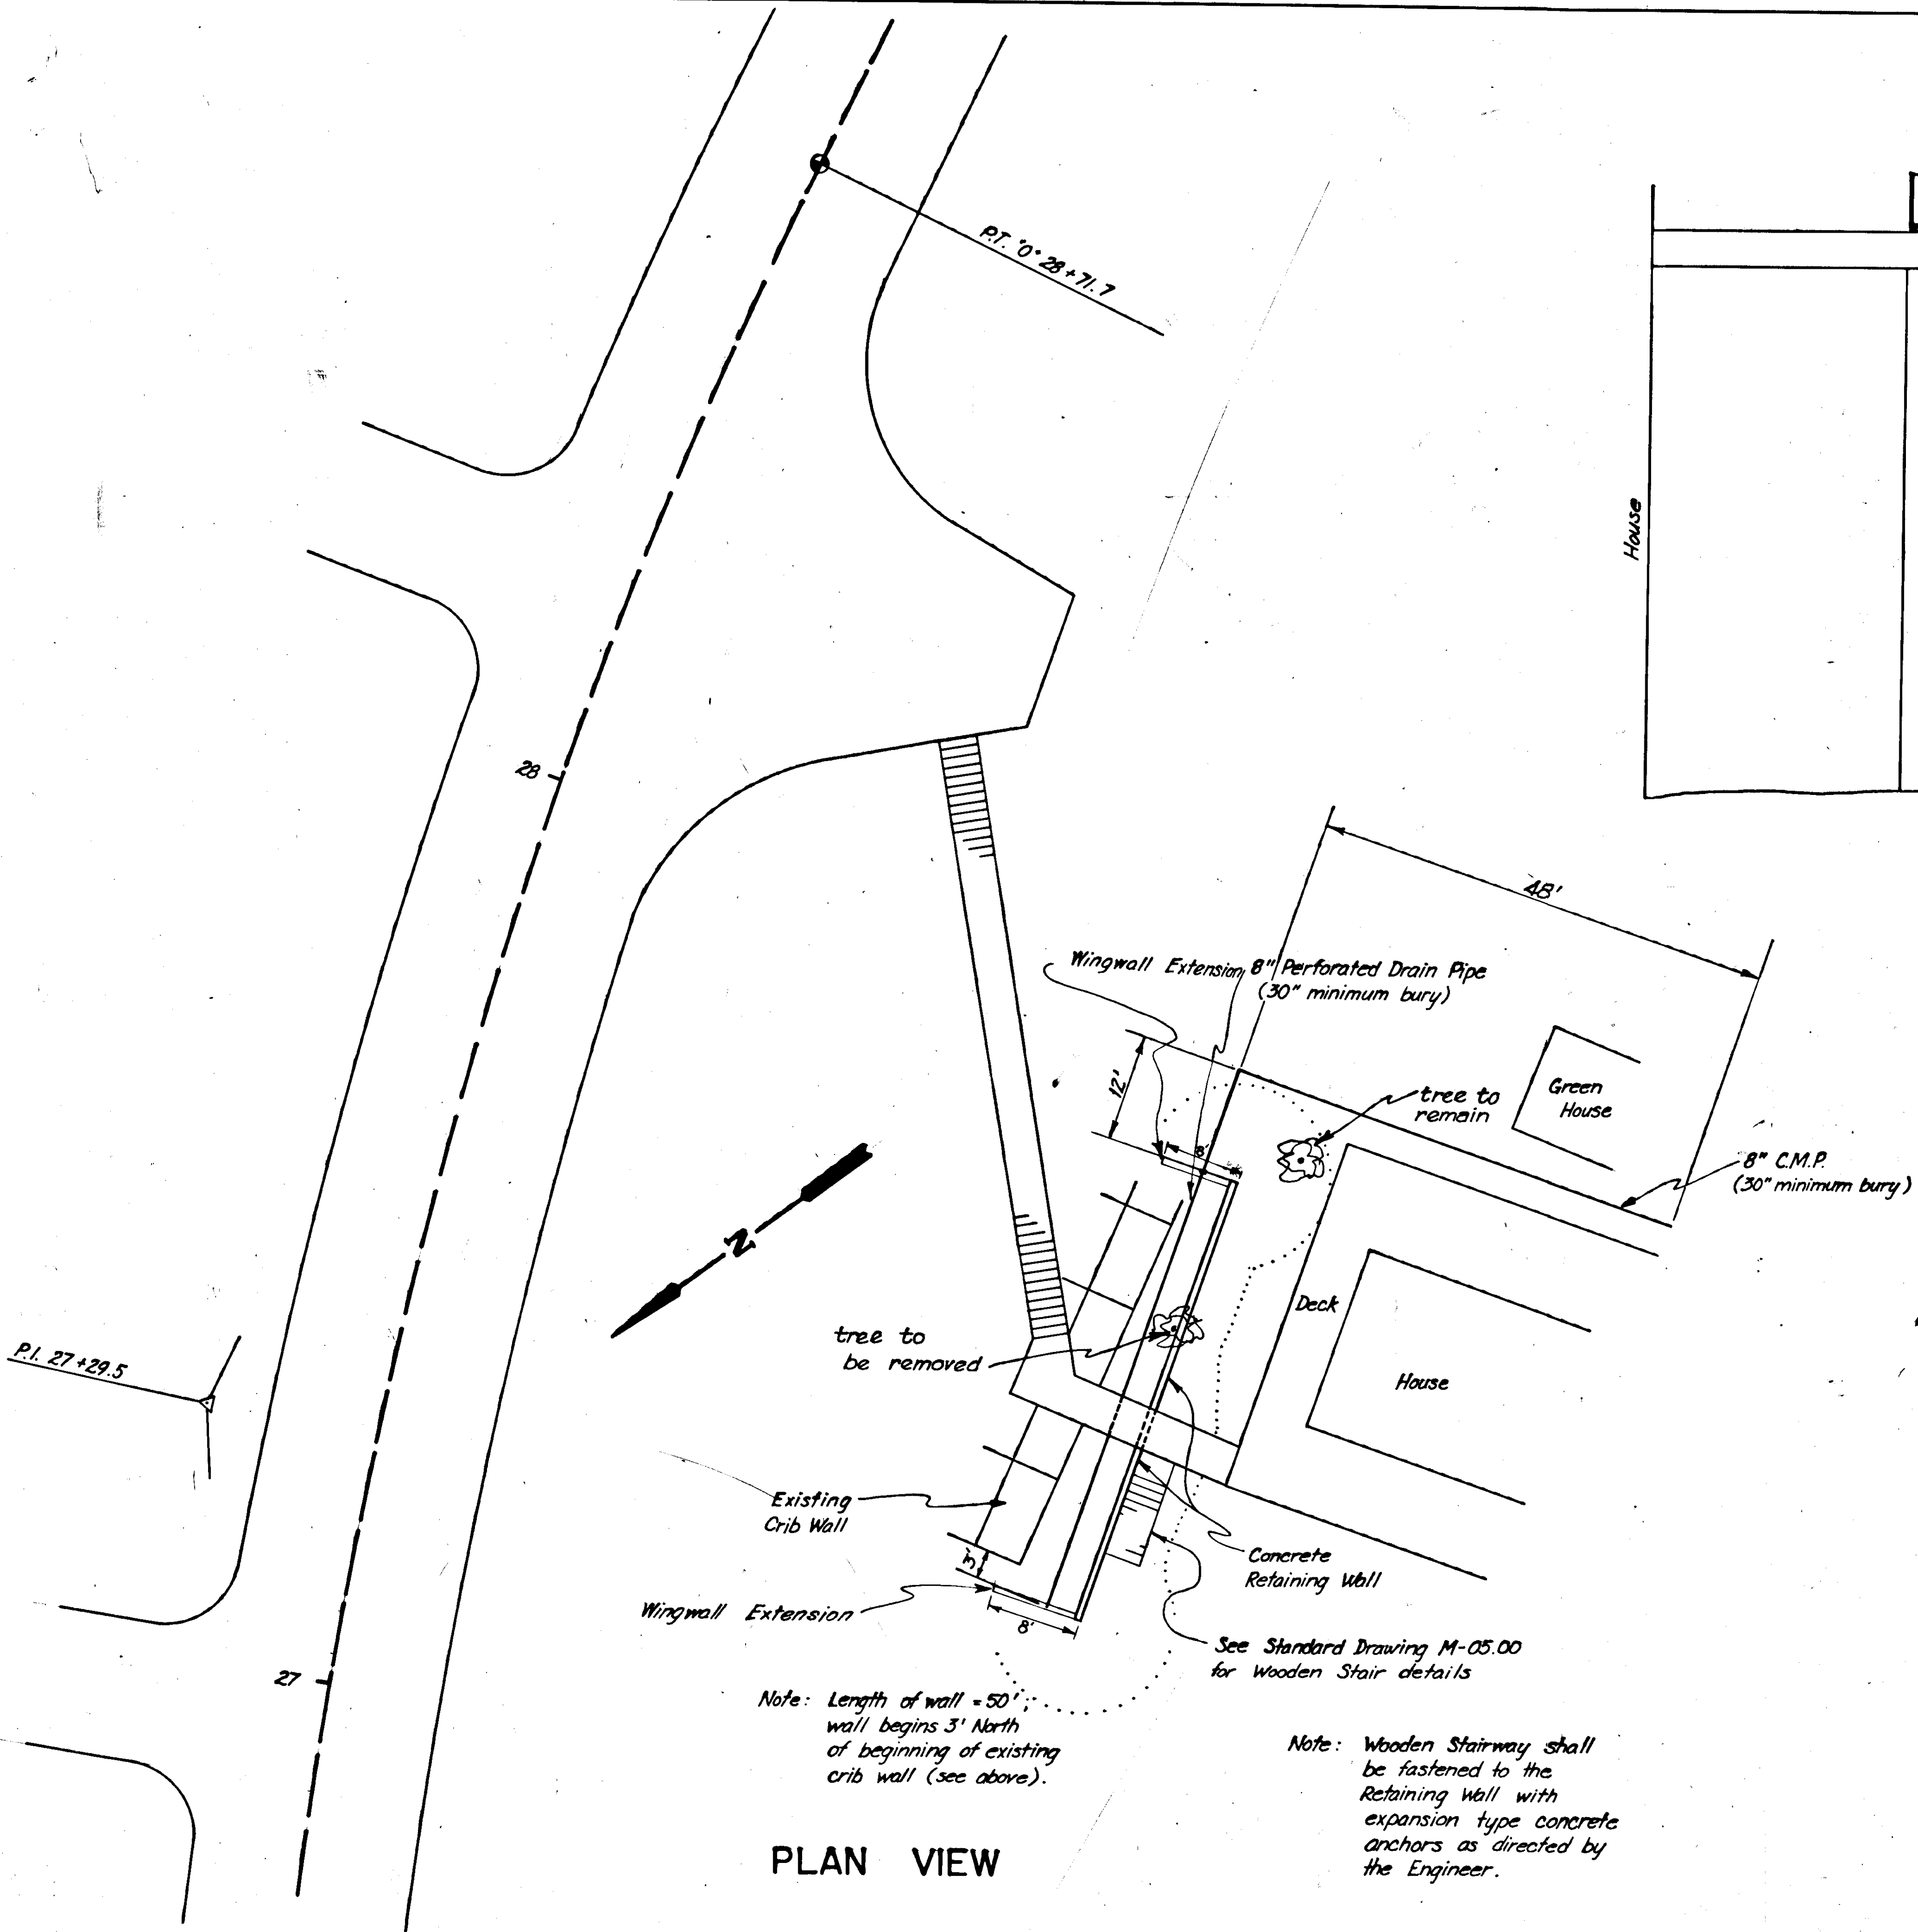 P.T. "O" 28+71.7
House
28
48'
Wingwall Extension
8" Perforated Drain Pipe
(30" minimum bury)
12'
8'
tree to
remain
Green
House
8" C.M.P.
(30" minimum bury)
N
Deck
tree to
be removed
House
P.I. 27+29.5
Existing
Crib Wall
3'
Concrete
Retaining Wall
Wingwall Extension
8'
See Standard Drawing M-05.00
for Wooden Stair details
27
Note: Length of wall = 50';
wall begins 3' North
of beginning of existing
crib wall (see above).
Note: Wooden Stairway shall
be fastened to the
Retaining Wall with
expansion type concrete
anchors as directed by
the Engineer.
PLAN VIEW